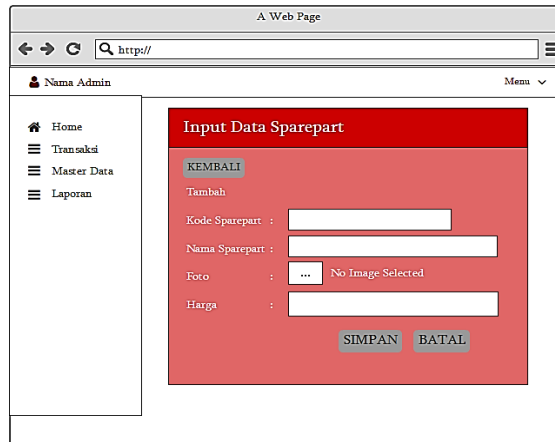 A Web Page
http://
Nama Admin Menu
Home
Transaksi
Master Data
Laporan
Input Data Sparepart
KEMBALI
Tambah
Kode Sparepart :
Nama Sparepart :
Foto : ... No Image Selected
Harga :
SIMPAN BATAL